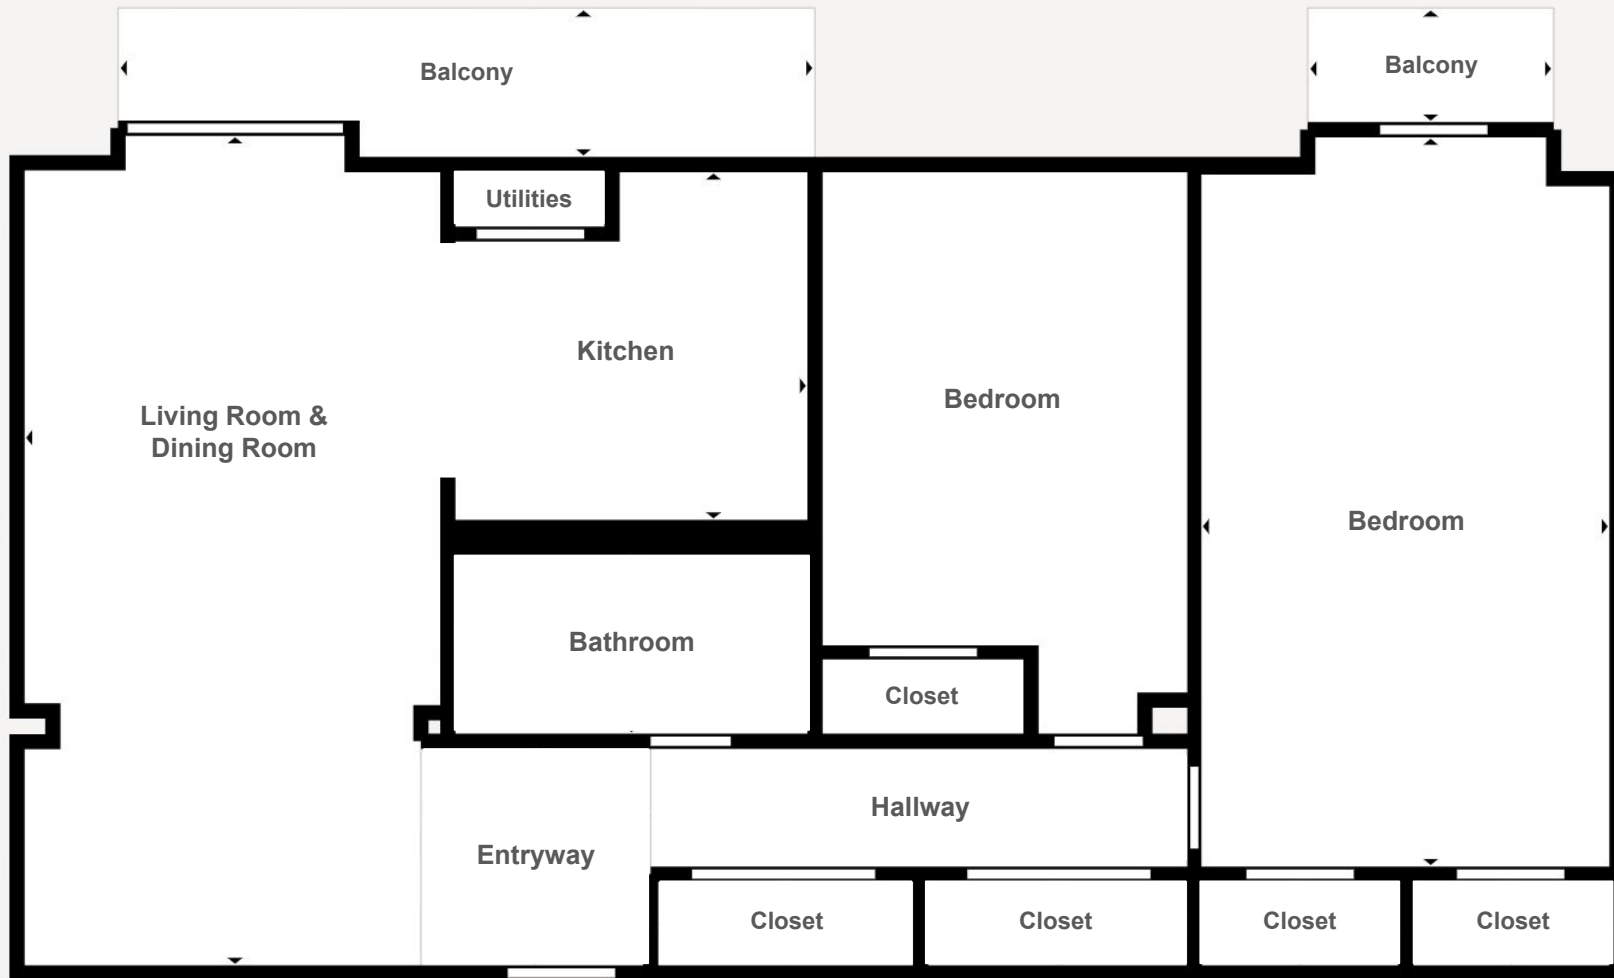 Balcony
Balcony
Utilities
Kitchen
Living Room &
Dining Room
Bedroom
Bedroom
Bathroom
Closet
Hallway
Entryway
Closet
Closet
Closet
Closet